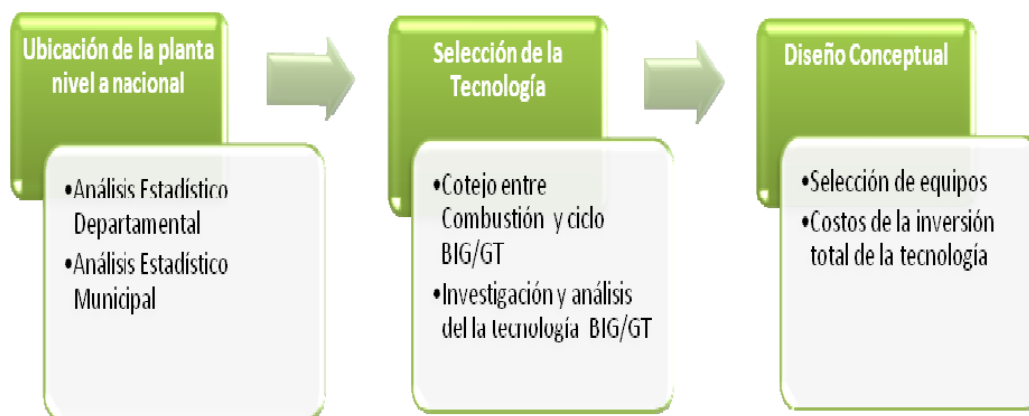 Ubicación de la planta
nivel a nacional
•Análisis Estadístico
Departamental
•Análisis Estadístico
Municipal
Selección de la
Tecnología
•Cotejo entre
Combustión y ciclo
BIG/GT
•Investigación y análisis
del la tecnología BIG/GT
Diseño Conceptual
•Selección de equipos
•Costos de la inversión
total de la tecnología